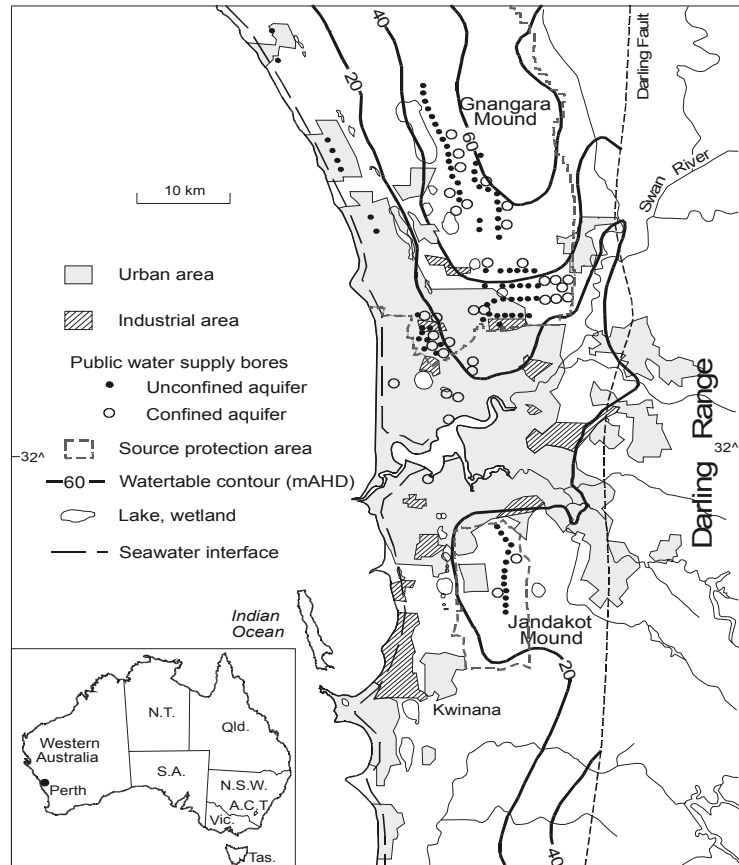 40
20
60
Gnangara
Mound
Darling Fault
Swan River
10 km
Urban area
Industrial area
Public water supply bores
Unconfined aquifer
Confined aquifer
Source protection area
32^
32^
60 Watertable contour (mAHD)
Lake, wetland
Seawater interface
Darling Range
Indian
Ocean
Jandakot
Mound
20
Kwinana
40
N.T.
Qld.
Western
Australia
S.A.
Perth
N.S.W.
A.C.T.
Vic.
Tas.